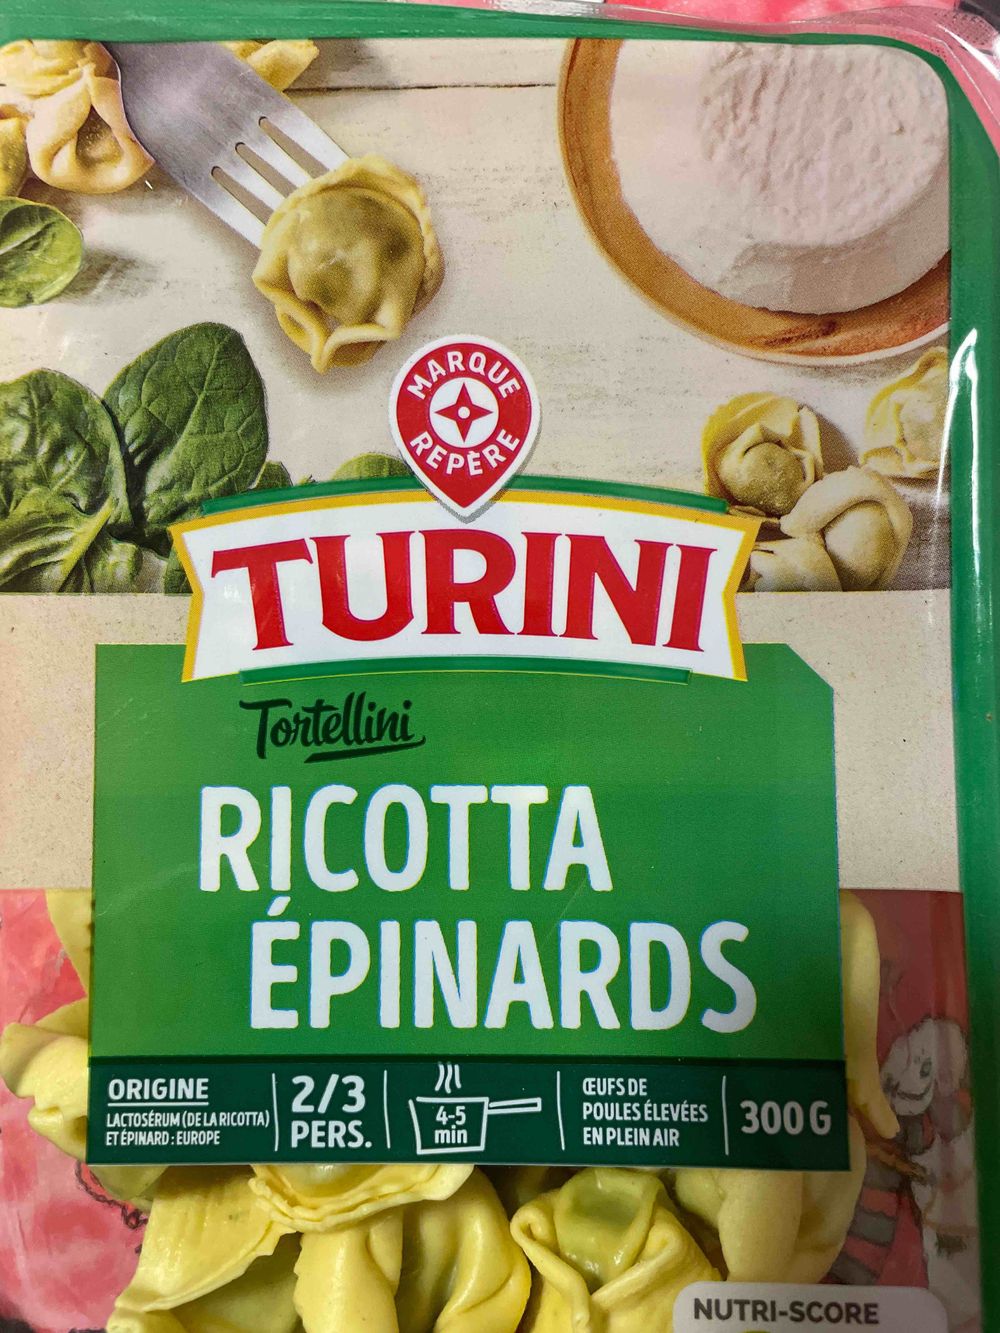 MARQUE
REPÈRE
TURINI
Tortellini
RICOTTA
ÉPINARDS
ORIGINE
LACTOSÉRUM (DE LA RICOTTA)
ET ÉPINARD : EUROPE
2/3
PERS.
4-5
min
ŒUFS DE
POULES ÉLEVÉES
EN PLEIN AIR
300G
NUTRI-SCORE